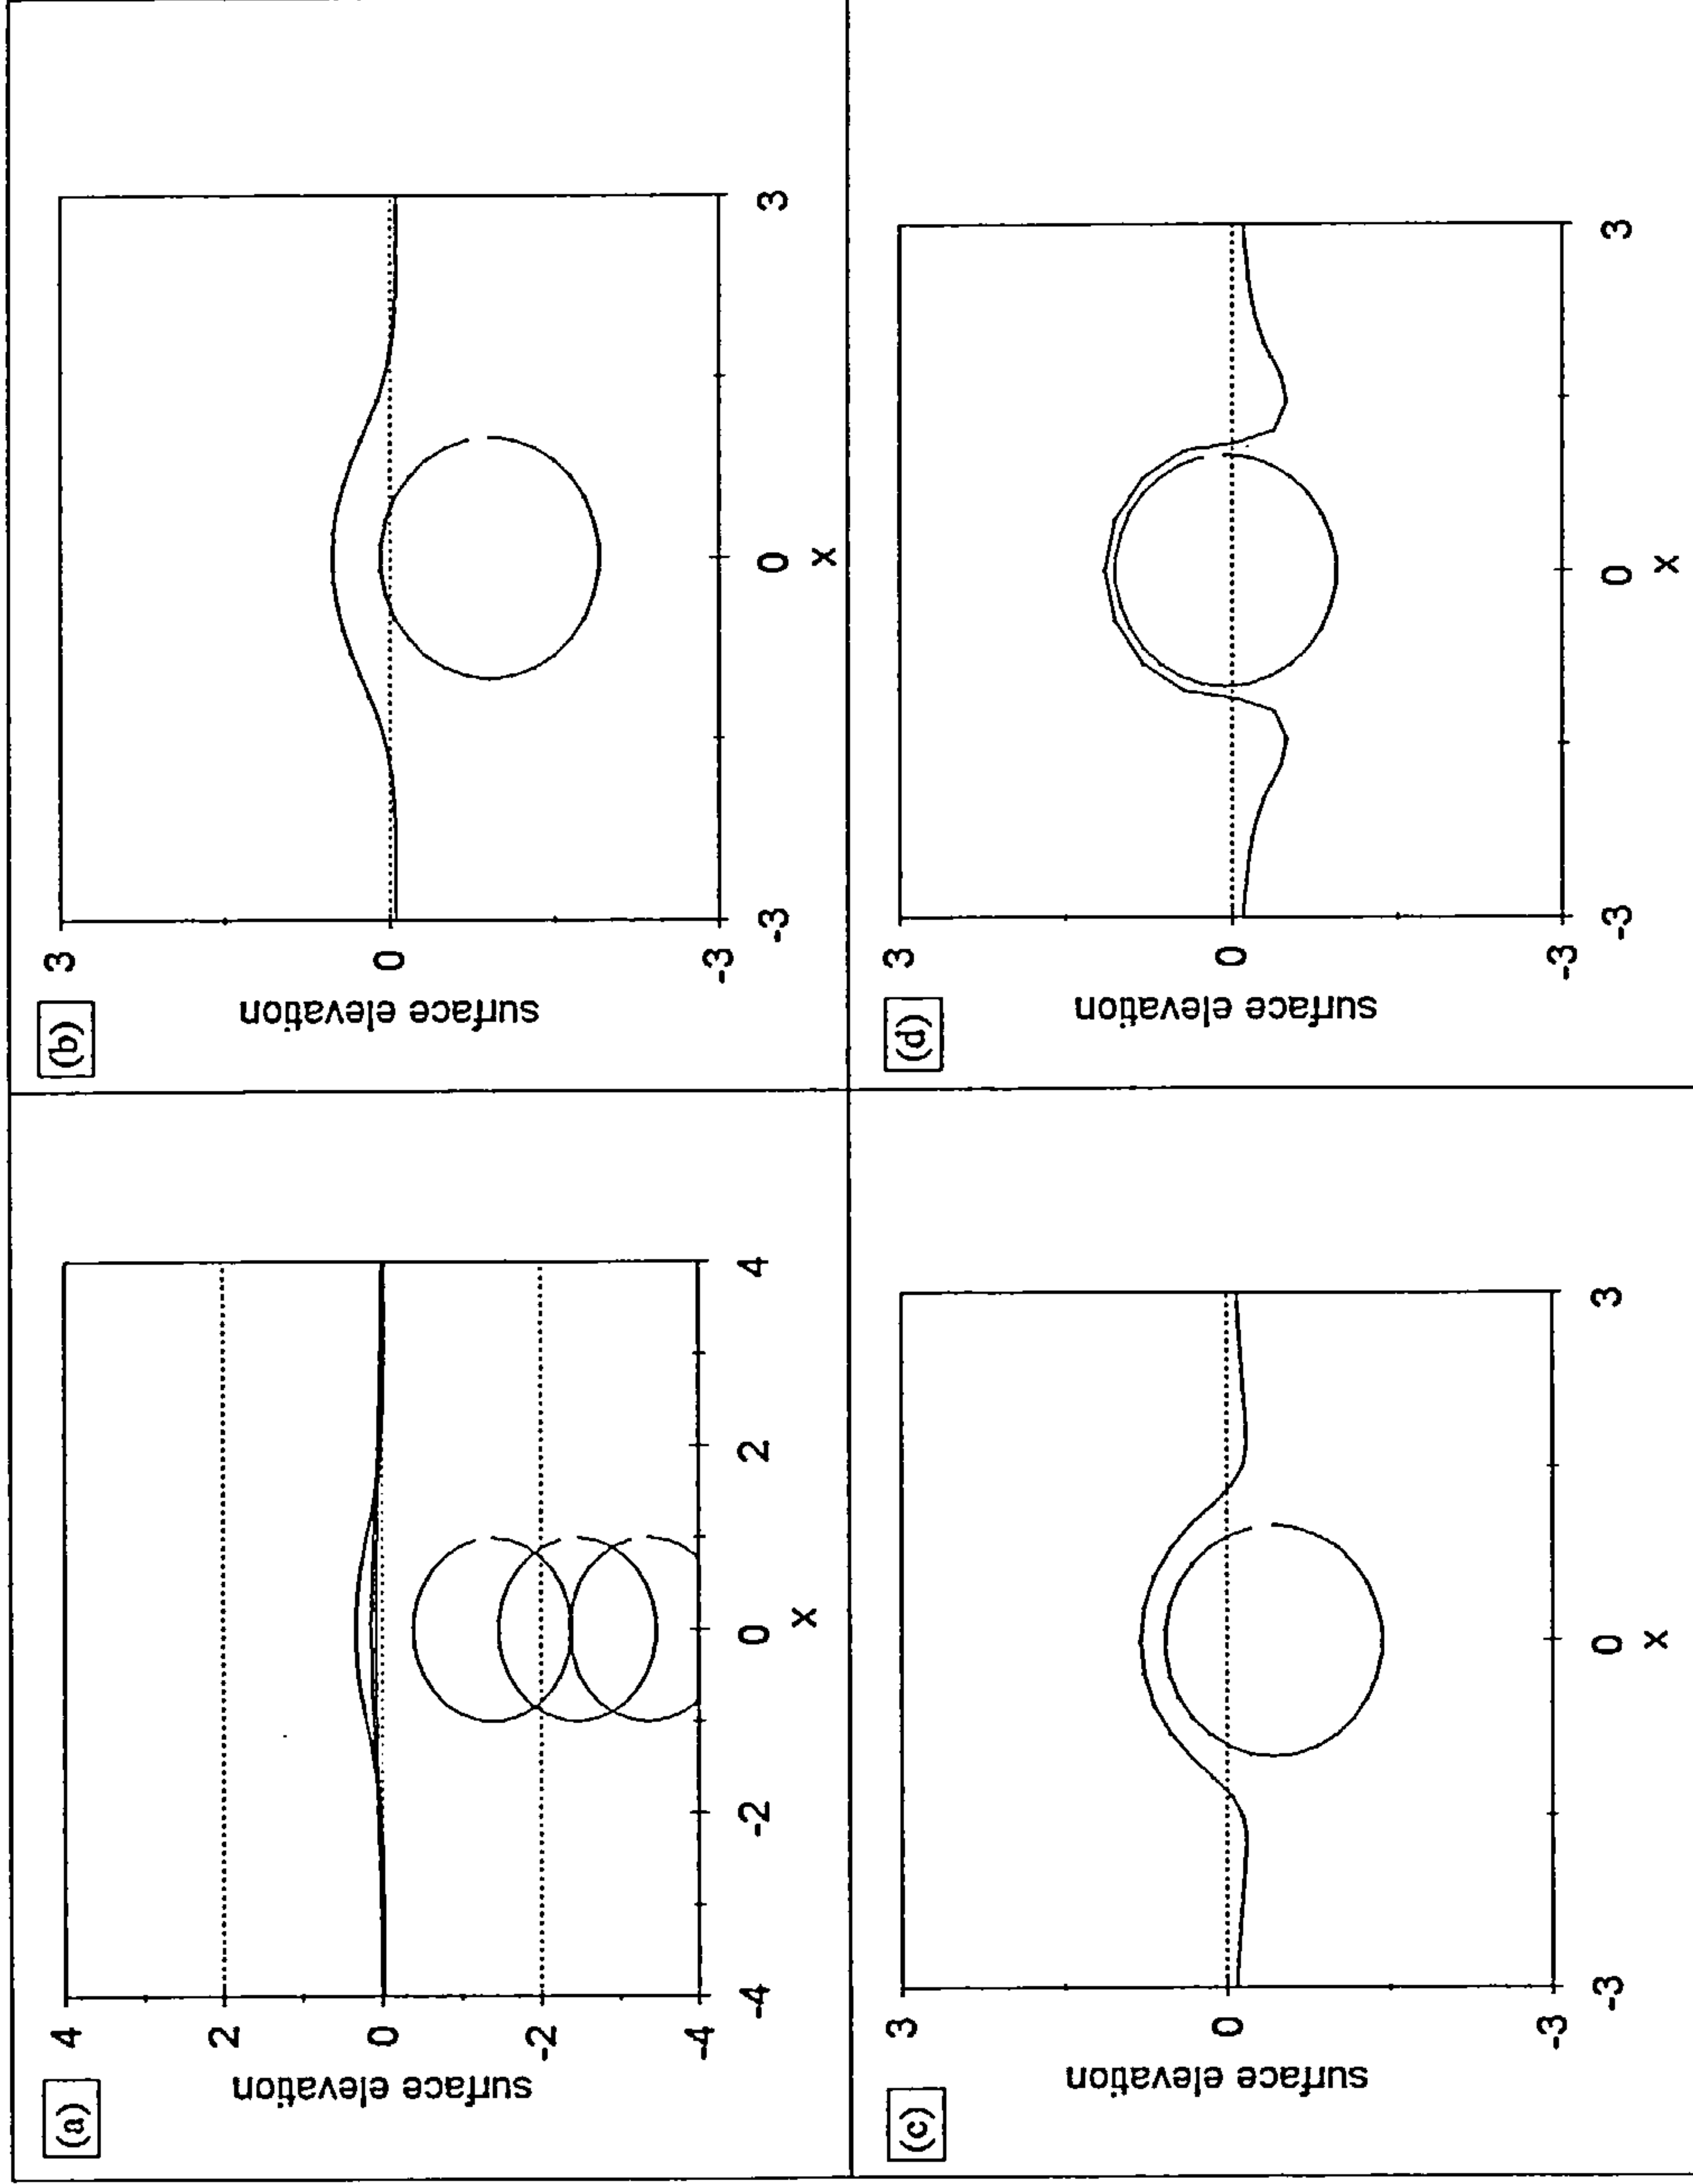 (a)
surface elevation
4
2
0
-2
-4
-4 -2 0 2 4
x
(b)
surface elevation
3
0
-3
-3 0 3
x
(c)
surface elevation
3
0
-3
-3 0 3
x
(d)
surface elevation
3
0
-3
-3 0 3
x